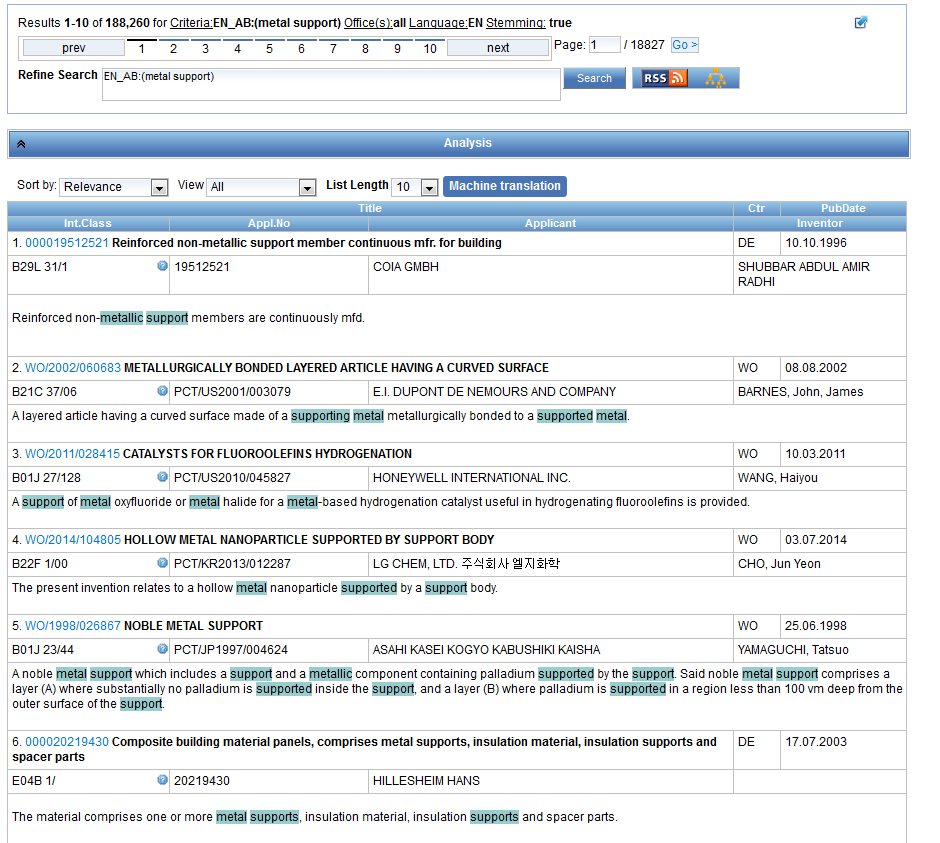 Results 1-10 of 188,260 for Criteria:EN_AB:(metal support) Office(s):all Language:EN Stemming: true
prev 1 2 3 4 5 6 7 8 9 10 next Page: 1 / 18827 Go >
Refine Search EN_AB:(metal support) Search RSS
Analysis
Sort by: Relevance View All List Length 10 Machine translation
Title Ctr PubDate
Int.Class Appl.No Applicant Inventor
1. 000019512521 Reinforced non-metallic support member continuous mfr. for building DE 10.10.1996
B29L 31/1 19512521 COIA GMBH SHUBBAR ABDUL AMIR
RADHI
Reinforced non-metallic support members are continuously mfd.
2. WO/2002/060683 METALLURGICALLY BONDED LAYERED ARTICLE HAVING A CURVED SURFACE WO 08.08.2002
B21C 37/06 PCT/US2001/003079 E.I. DUPONT DE NEMOURS AND COMPANY BARNES, John, James
A layered article having a curved surface made of a supporting metal metallurgically bonded to a supported metal.
3. WO/2011/028415 CATALYSTS FOR FLUOROOLEFINS HYDROGENATION WO 10.03.2011
B01J 27/128 PCT/US2010/045827 HONEYWELL INTERNATIONAL INC. WANG, Haiyou
A support of metal oxyfluoride or metal halide for a metal-based hydrogenation catalyst useful in hydrogenating fluoroolefins is provided.
4. WO/2014/104805 HOLLOW METAL NANOPARTICLE SUPPORTED BY SUPPORT BODY WO 03.07.2014
B22F 1/00 PCT/KR2013/012287 LG CHEM, LTD. 주식회사 엘지화학 CHO, Jun Yeon
The present invention relates to a hollow metal nanoparticle supported by a support body.
5. WO/1998/026867 NOBLE METAL SUPPORT WO 25.06.1998
B01J 23/44 PCT/JP1997/004624 ASAHI KASEI KOGYO KABUSHIKI KAISHA YAMAGUCHI, Tatsuo
A noble metal support which includes a support and a metallic component containing palladium supported by the support. Said noble metal support comprises a
layer (A) where substantially no palladium is supported inside the support, and a layer (B) where palladium is supported in a region less than 100 vm deep from the
outer surface of the support.
6. 000020219430 Composite building material panels, comprises metal supports, insulation material, insulation supports and DE 17.07.2003
spacer parts
E04B 1/ 20219430 HILLESHEIM HANS
The material comprises one or more metal supports, insulation material, insulation supports and spacer parts.